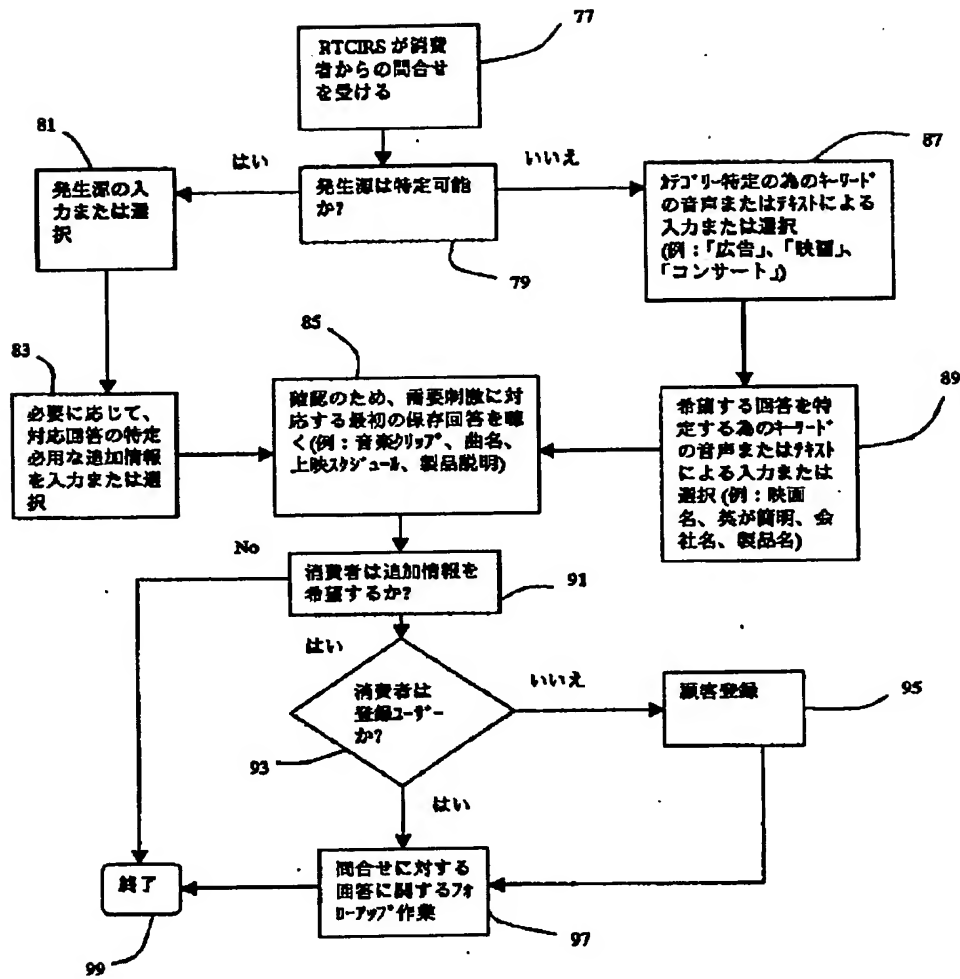 77
RTCIRSが消費
者からの問合せ
を受ける
81
はい
いいえ
87
発生源の入
力または選
択
発生源は特定可能
か?
79
ｶﾃｺﾞﾘｰ特定の為のｷｰﾜｰﾄﾞ
の音声またはﾃｷｽﾄによる
入力または選択
(例：「広告」、「映画」、
「コンサート」)
83
必要に応じて、
対応回答の特定
必用な追加情報
を入力または選
択
85
確認のため、需要刺激に対
応する最初の保存回答を聴
く(例：音楽ｸﾘｯﾌﾟ、曲名、
上映ｽｹｼﾞｭｰﾙ、製品説明)
89
希望する回答を特
定する為のｷｰﾜｰﾄﾞ
の音声またはﾃｷｽﾄ
による入力または
選択(例：映画
名、英が簡明、会
社名、製品名)
No
消費者は追加情報を
希望するか?
91
はい
消費者は
登録ﾕｰｻﾞｰ
か?
93
いいえ
顧客登録
95
はい
終了
99
問合せに対する
回答に関するﾌｫ
ﾛｰｱｯﾌﾟ作業
97